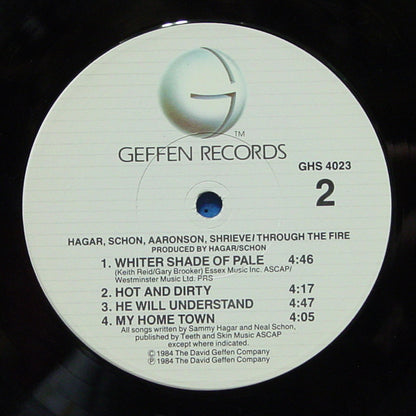 G
TM
GEFFEN RECORDS
GHS 4023
2
HAGAR, SCHON, AARONSON, SHRIEVE/THROUGH THE FIRE
PRODUCED BY HAGAR/SCHON
1. WHITER SHADE OF PALE 4:46
(Keith Reid/Gary Brooker) Essex Music Inc. ASCAP/
Westminster Music Ltd. PRS
2. HOT AND DIRTY 4:17
3. HE WILL UNDERSTAND 4:47
4. MY HOME TOWN 4:05
All songs written by Sammy Hagar and Neal Schon,
published by Teeth and Skin Music ASCAP
except where indicated.
© 1984 The David Geffen Company
℗ 1984 The David Geffen Company